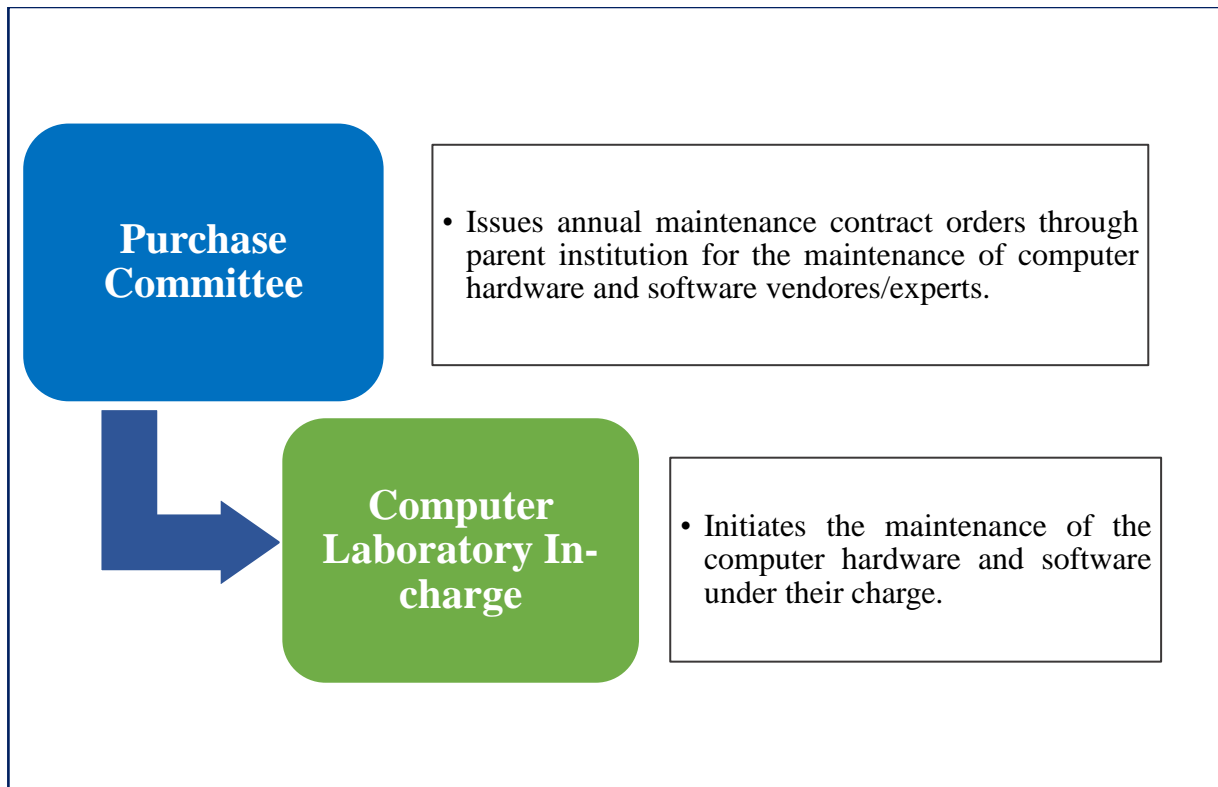 Purchase
Committee
• Issues annual maintenance contract orders through
parent institution for the maintenance of computer
hardware and software vendores/experts.
Computer
Laboratory In-
charge
• Initiates the maintenance of the
computer hardware and software
under their charge.